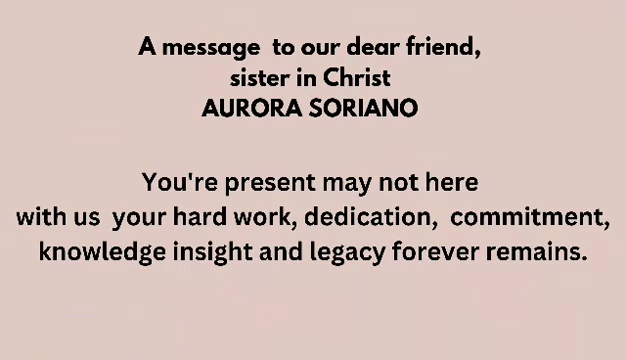 A message to our dear friend,
sister in Christ
AURORA SORIANO
You're present may not here
with us your hard work, dedication, commitment,
knowledge insight and legacy forever remains.